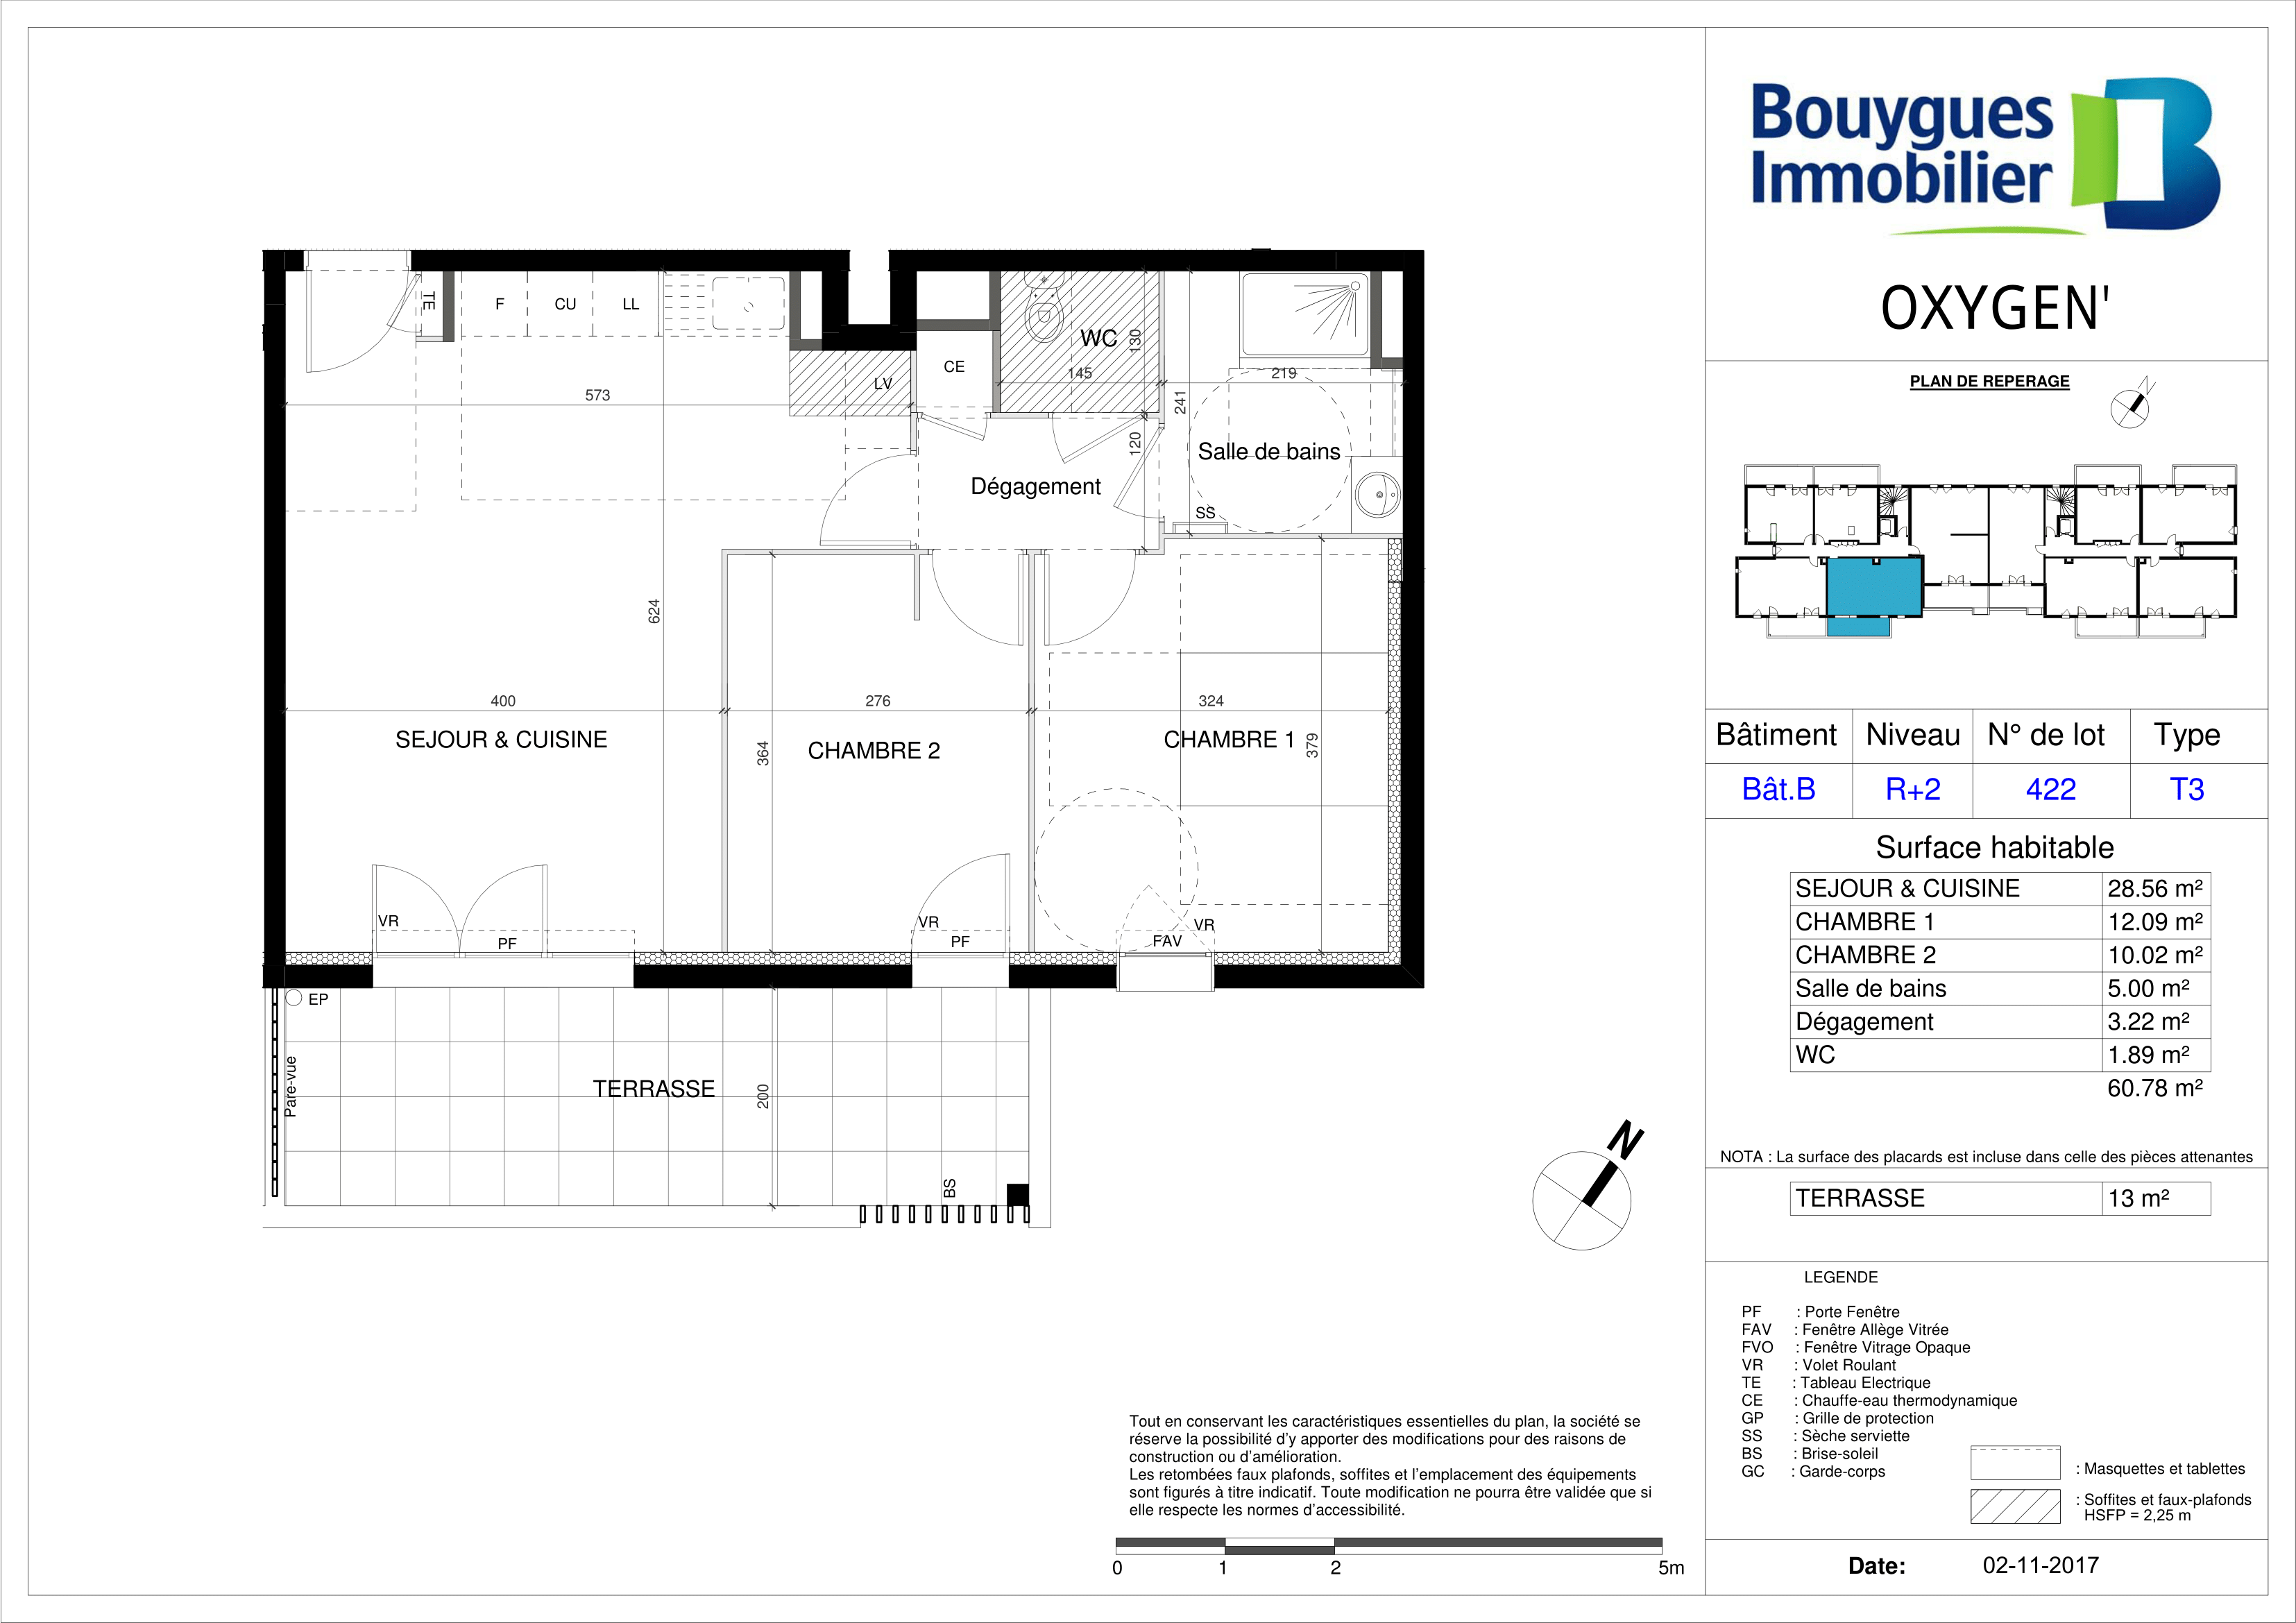 Bouygues
Immobilier
OXYGEN'
PLAN DE REPERAGE
N
Bâtiment Niveau N° de lot Type
Bât.B R+2 422 T3
Surface habitable
SEJOUR & CUISINE 28.56 m²
CHAMBRE 1 12.09 m²
CHAMBRE 2 10.02 m²
Salle de bains 5.00 m²
Dégagement 3.22 m²
WC 1.89 m²
60.78 m²
NOTA : La surface des placards est incluse dans celle des pièces attenantes
TERRASSE 13 m²
LEGENDE
PF : Porte Fenêtre
FAV : Fenêtre Allège Vitrée
FVO : Fenêtre Vitrage Opaque
VR : Volet Roulant
TE : Tableau Electrique
CE : Chauffe-eau thermodynamique
GP : Grille de protection
SS : Sèche serviette
BS : Brise-soleil
GC : Garde-corps
: Masquettes et tablettes
: Soffites et faux-plafonds
HSFP = 2,25 m
Date: 02-11-2017
TE
F CU LL
LV
CE
WC
130
145
219
573
241
120
Salle de bains
Dégagement
SS
624
400
276
324
SEJOUR & CUISINE
364
CHAMBRE 2
CHAMBRE 1
379
VR
PF
VR
PF
VR
FAV
EP
Pare-vue
TERRASSE
200
BS
N
Tout en conservant les caractéristiques essentielles du plan, la société se
réserve la possibilité d'y apporter des modifications pour des raisons de
construction ou d'amélioration.
Les retombées faux plafonds, soffites et l'emplacement des équipements
sont figurés à titre indicatif. Toute modification ne pourra être validée que si
elle respecte les normes d'accessibilité.
0 1 2 5m